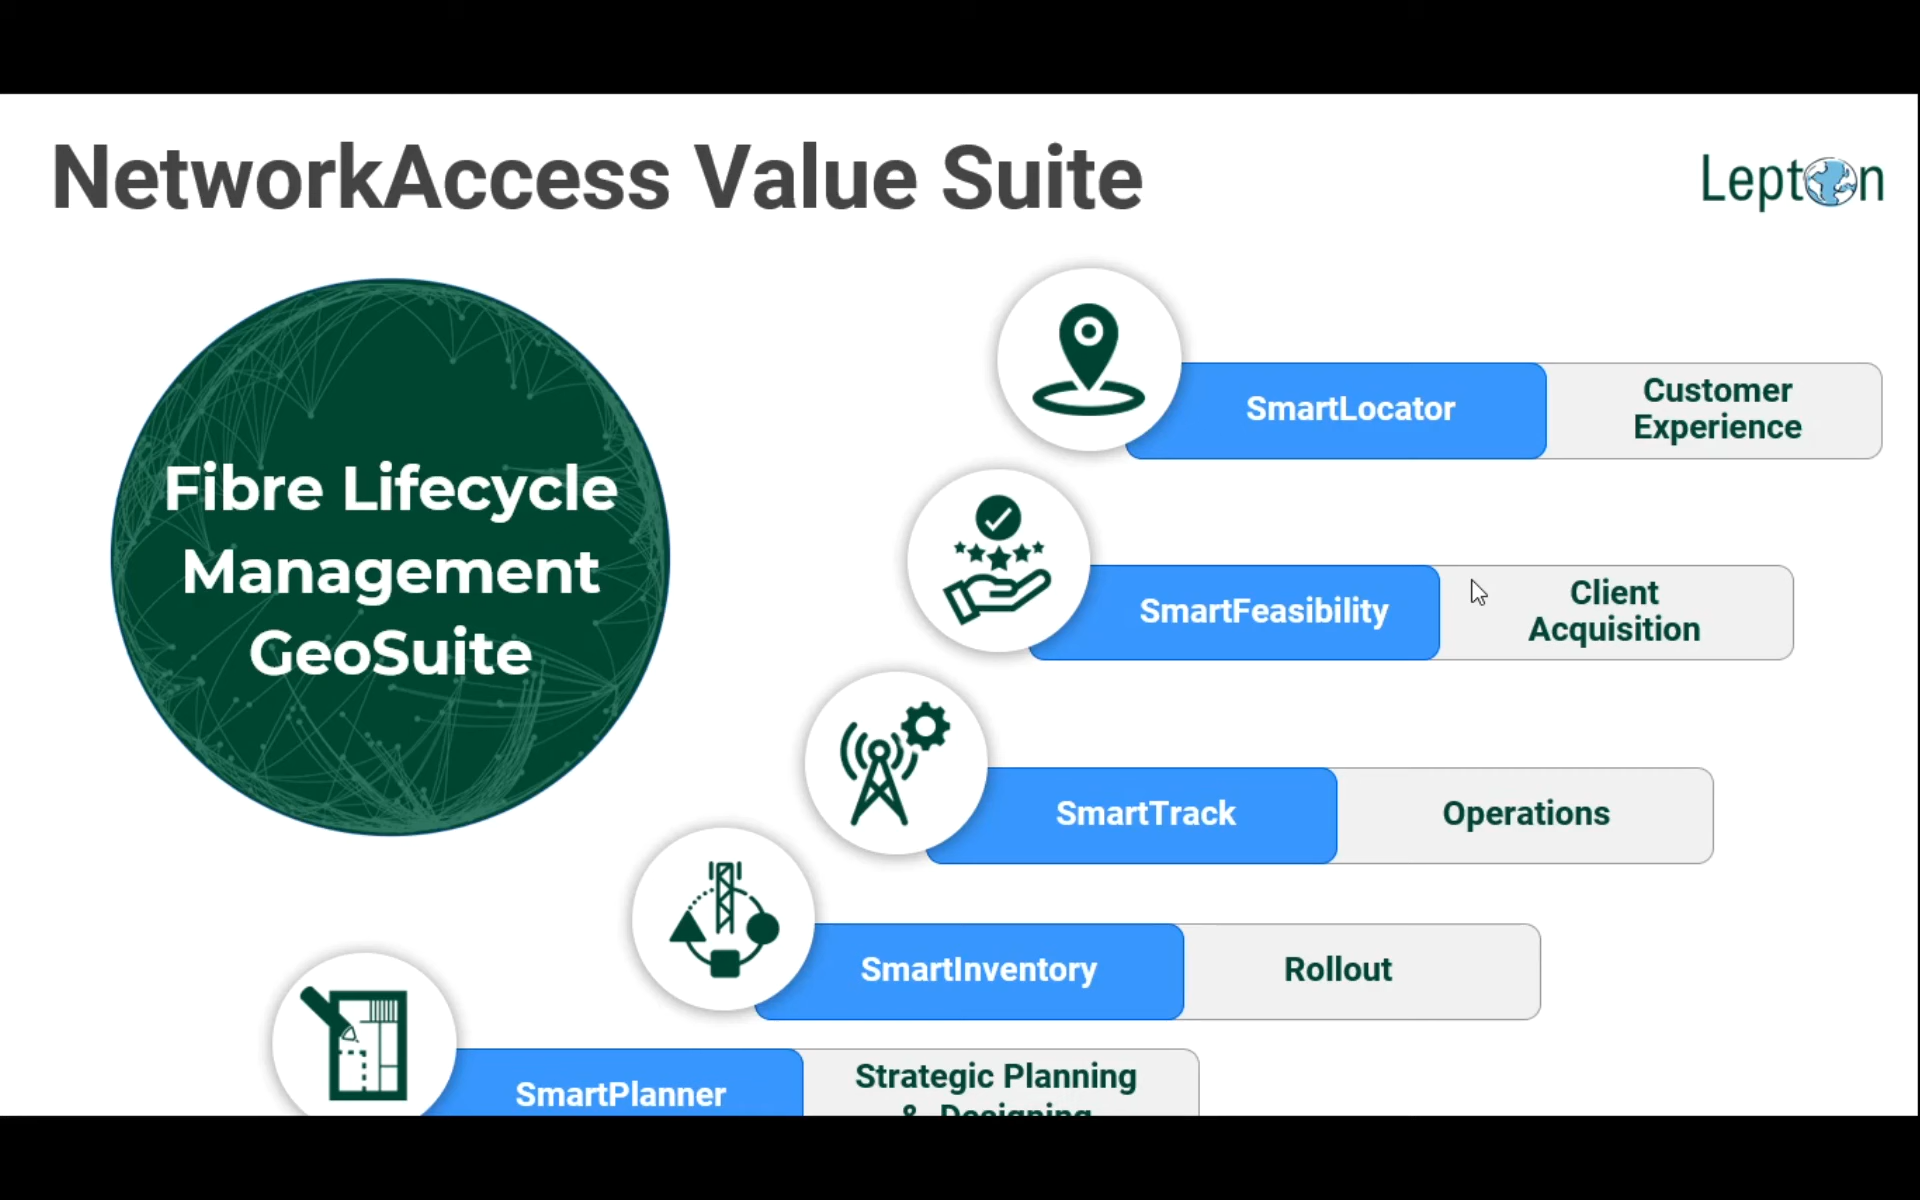 NetworkAccess Value Suite
Lepton
Fibre Lifecycle
Management
GeoSuite
SmartLocator
Customer
Experience
SmartFeasibility
Client
Acquisition
SmartTrack
Operations
SmartInventory
Rollout
SmartPlanner
Strategic Planning
& Designing